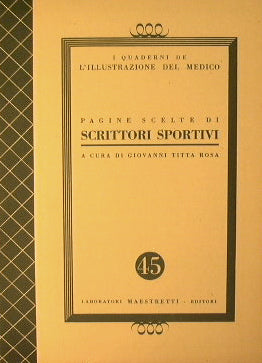 I QUADERNI DE
L'ILLUSTRAZIONE DEL MEDICO
PAGINE SCELTE DI
SCRITTORI SPORTIVI
A CURA DI GIOVANNI TITTA ROSA
45
LABORATORI MAESTRETTI - EDITORI